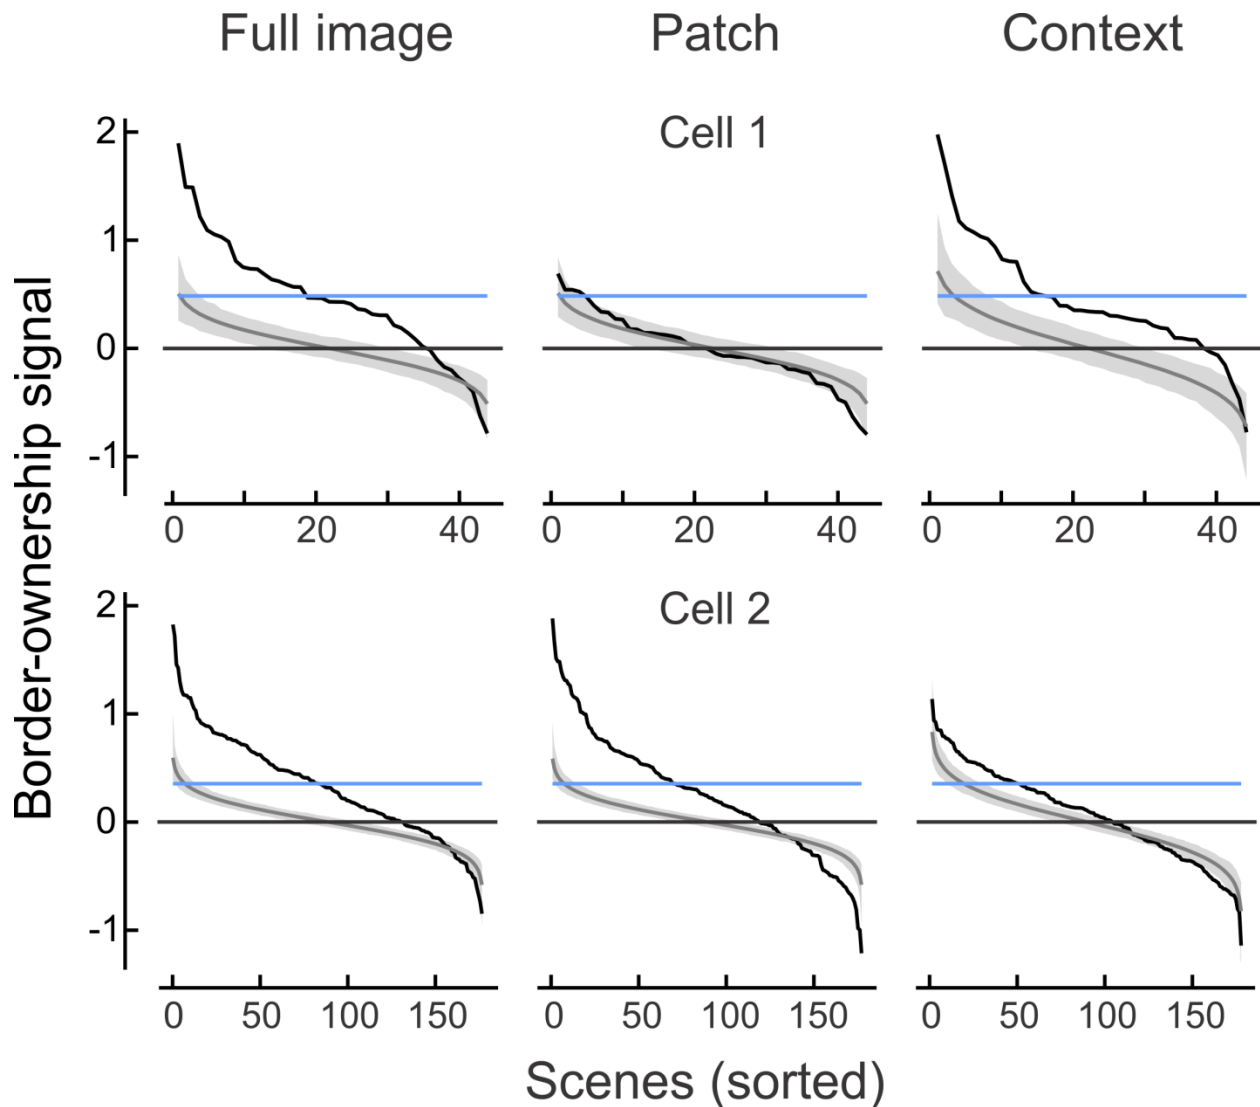 Full image Patch Context
Cell 1
2
1
0
-1
0 20 40 0 20 40 0 20 40
Border-ownership signal
Cell 2
2
1
0
-1
0 50 100 150 0 50 100 150 0 50 100 150
Scenes (sorted)